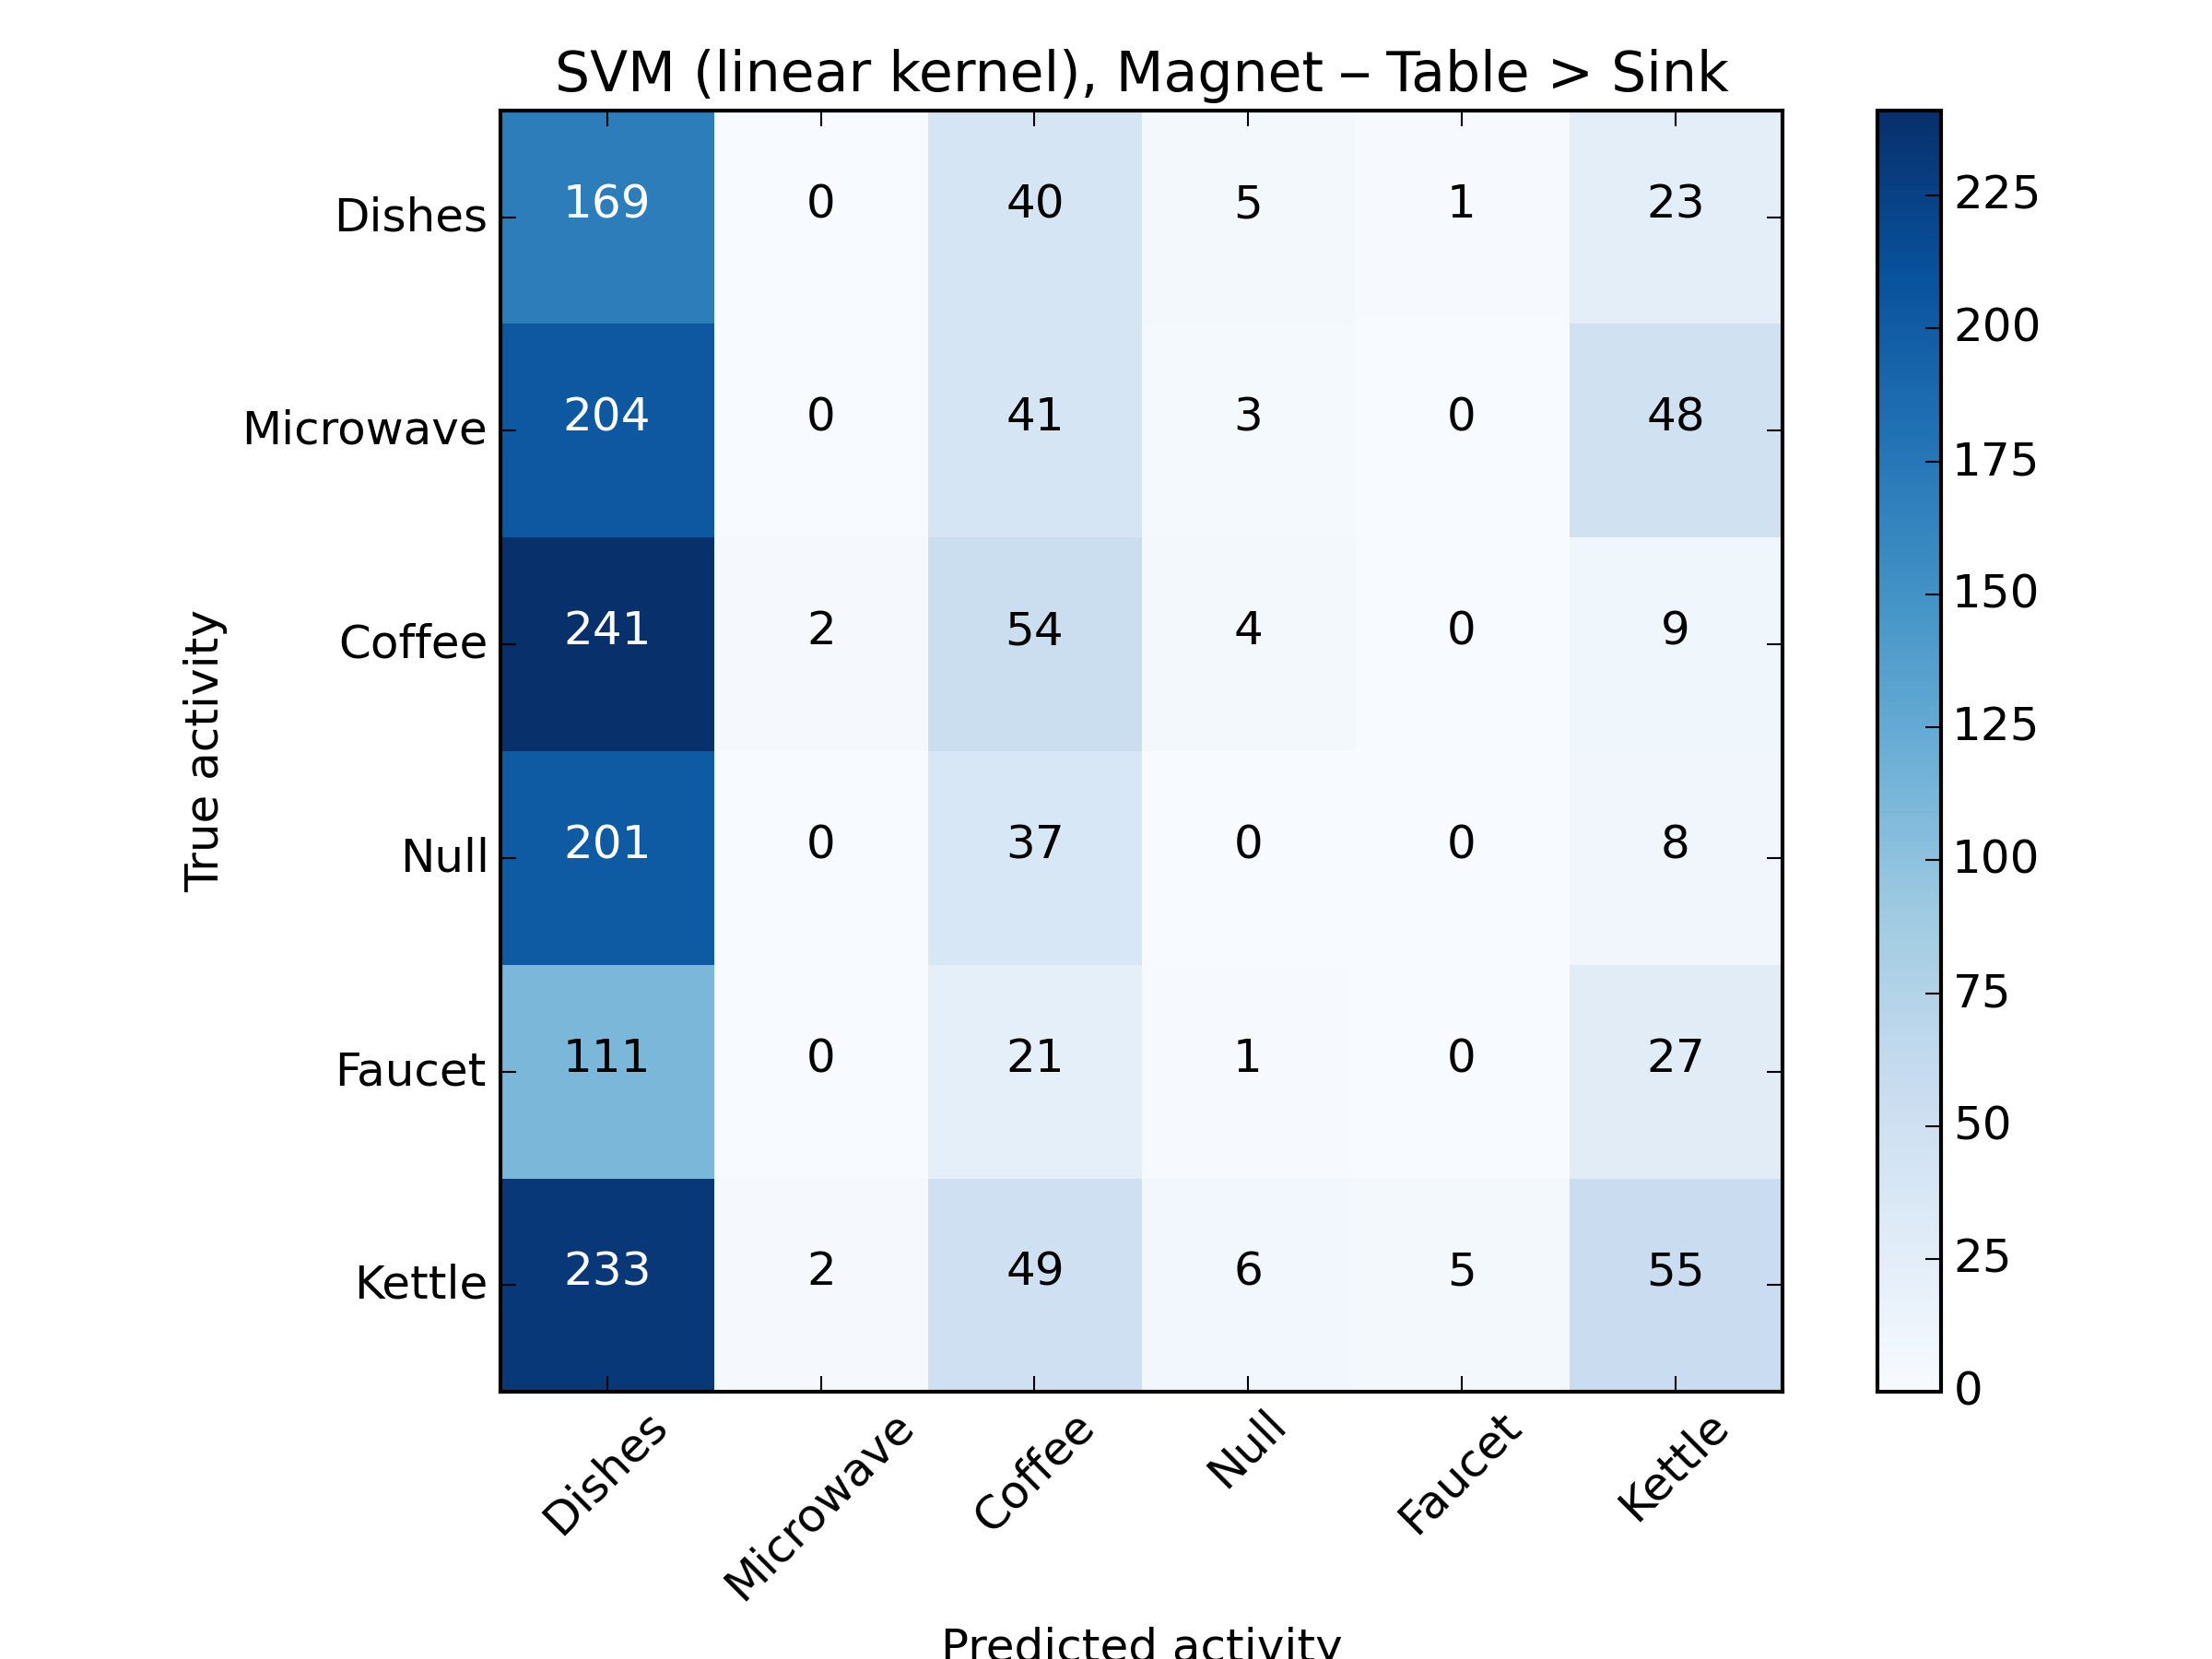 SVM (linear kernel), Magnet – Table > Sink
Dishes 169 0 40 5 1 23
Microwave 204 0 41 3 0 48
Coffee 241 2 54 4 0 9
Null 201 0 37 0 0 8
Faucet 111 0 21 1 0 27
Kettle 233 2 49 6 5 55
True activity
Dishes Microwave Coffee Null Faucet Kettle
Predicted activity
225
200
175
150
125
100
75
50
25
0